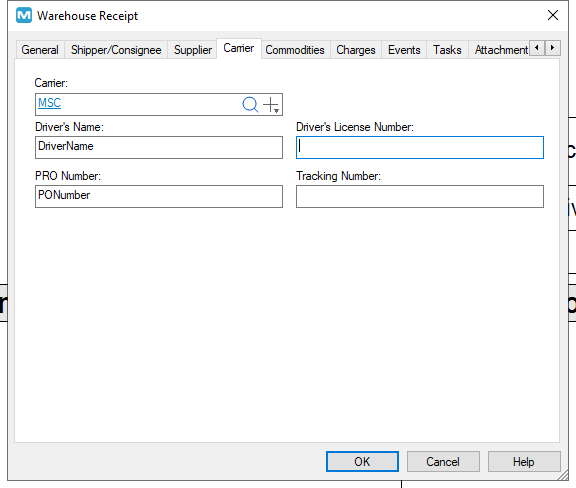 Warehouse Receipt
General Shipper/Consignee Supplier Carrier Commodities Charges Events Tasks Attachment
Carrier:
MSC
Driver's Name: Driver's License Number:
DriverName
PRO Number: Tracking Number:
PONumber
OK Cancel Help